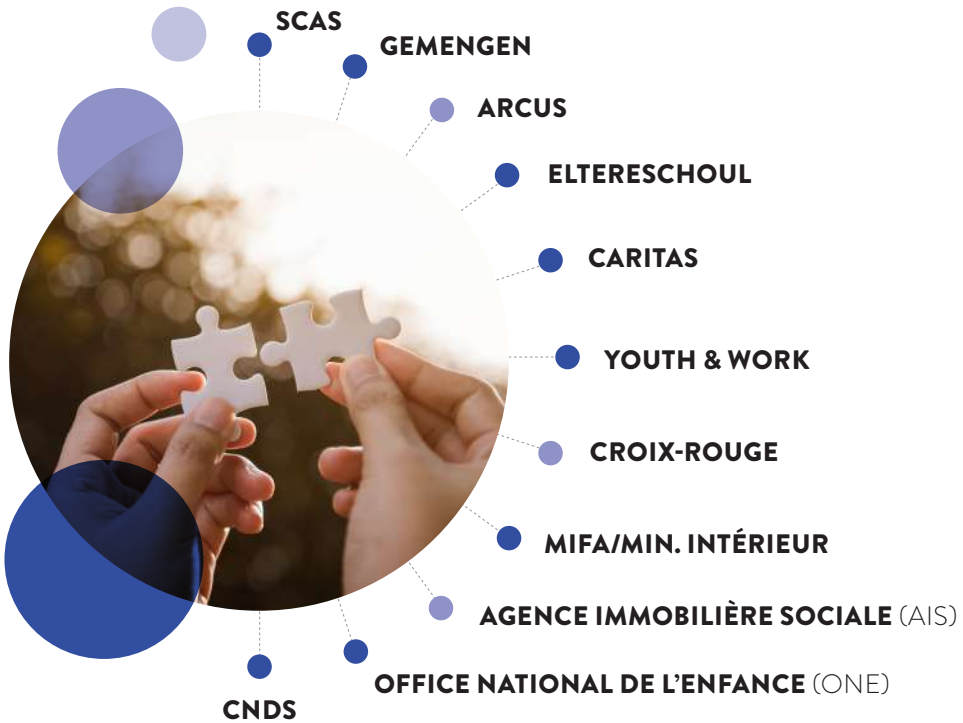 SCAS
GEMENGEN
ARCUS
ELTERESCHOUL
CARITAS
YOUTH & WORK
CROIX-ROUGE
MIFA/MIN. INTÉRIEUR
AGENCE IMMOBILIÈRE SOCIALE (AIS)
OFFICE NATIONAL DE L'ENFANCE (ONE)
CNDS